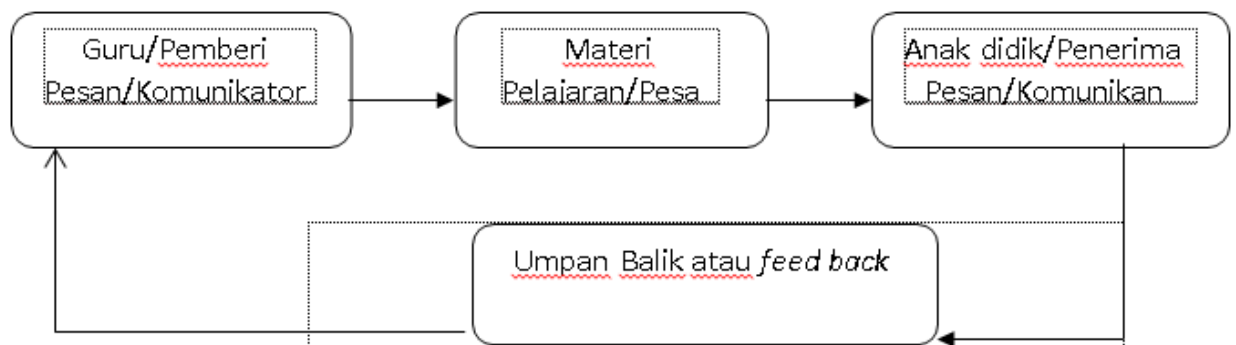 Guru/Pemberi
Pesan/Komunikator
Materi
Pelajaran/Pesa
Anak didik/Penerima
Pesan/Komunikan
Umpan Balik atau feed back